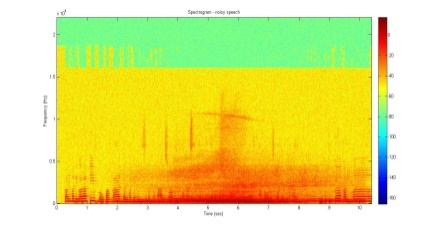 Spectrogram - noisy speech
x 10⁴
2
1.5
1
0.5
0
0 1 2 3 4 5 6 7 8 9 10
Frequency (Hz)
Time (sec)
0
-20
-40
-60
-80
-100
-120
-140
-160